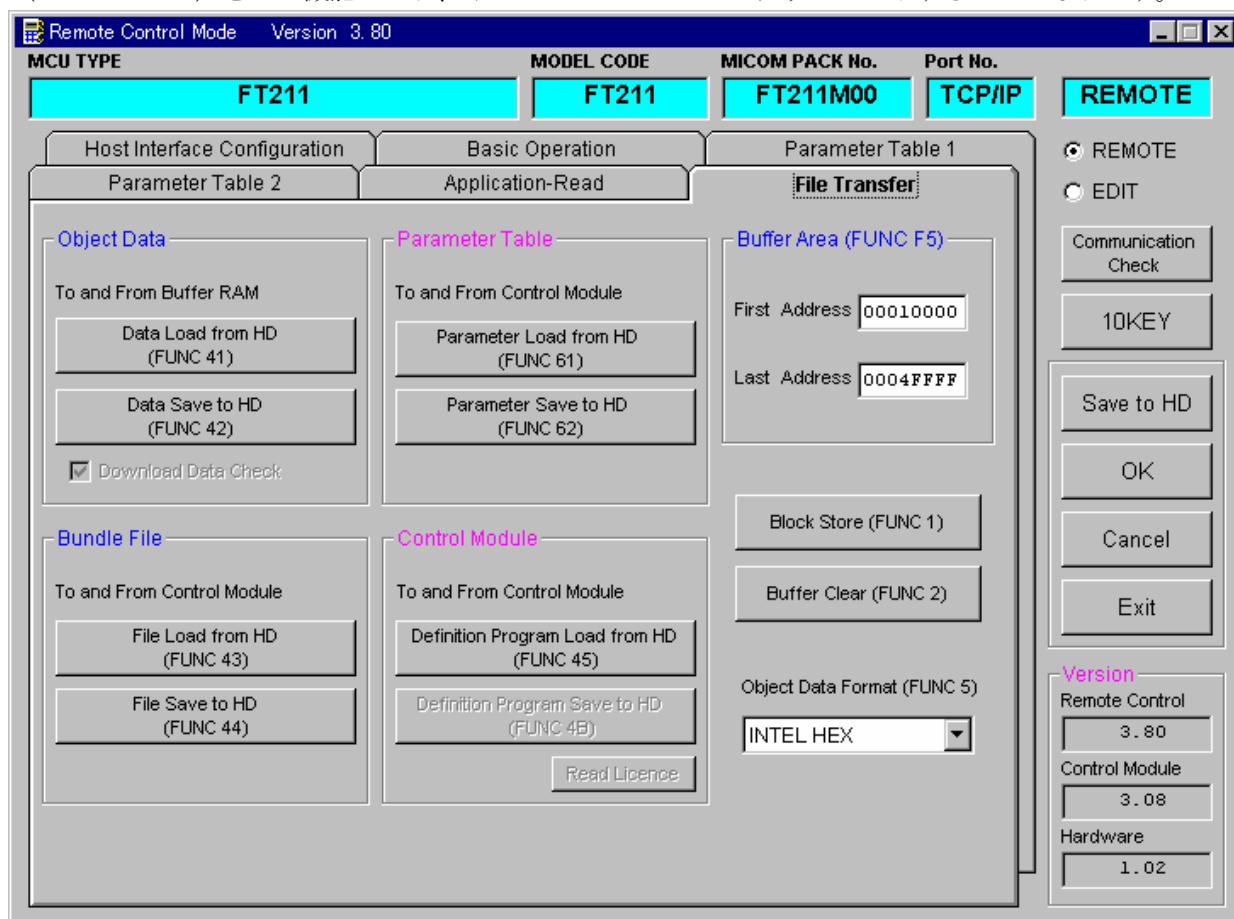 Remote Control Mode Version 3. 80
MCU TYPE MODEL CODE MICOM PACK No. Port No.
FT211 FT211 FT211M00 TCP/IP REMOTE
Host Interface Configuration Basic Operation Parameter Table 1
Parameter Table 2 Application-Read File Transfer
REMOTE
EDIT
Object Data
To and From Buffer RAM
Data Load from HD
(FUNC 41)
Data Save to HD
(FUNC 42)
Download Data Check
Parameter Table
To and From Control Module
Parameter Load from HD
(FUNC 61)
Parameter Save to HD
(FUNC 62)
Buffer Area (FUNC F5)
First Address 00010000
Last Address 0004FFFF
Bundle File
To and From Control Module
File Load from HD
(FUNC 43)
File Save to HD
(FUNC 44)
Control Module
To and From Control Module
Definition Program Load from HD
(FUNC 45)
Definition Program Save to HD
(FUNC 4B)
Read Licence
Block Store (FUNC 1)
Buffer Clear (FUNC 2)
Object Data Format (FUNC 5)
INTEL HEX
Communication
Check
10KEY
Save to HD
OK
Cancel
Exit
Version
Remote Control
3.80
Control Module
3.08
Hardware
1.02